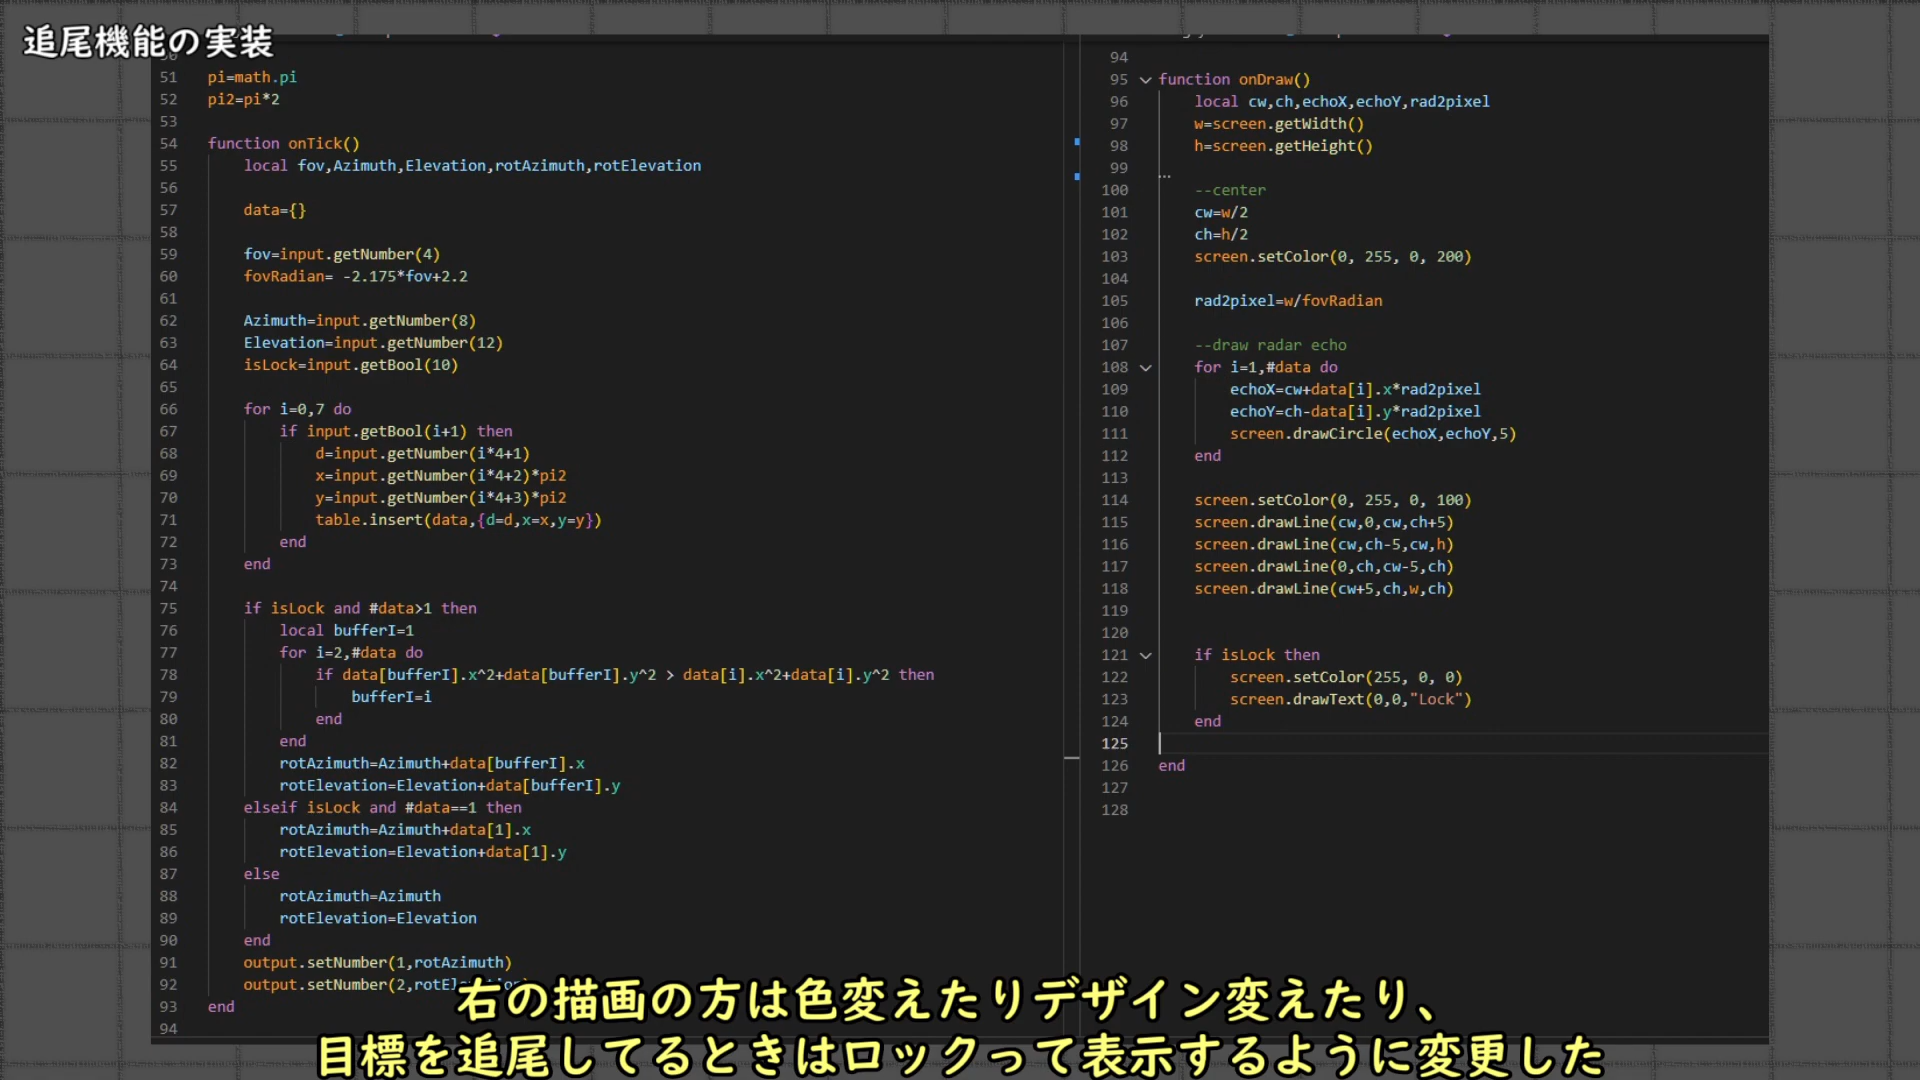 追尾機能の実装
51 pi=math.pi
52 pi2=pi*2
53
54 function onTick()
55 local fov,Azimuth,Elevation,rotAzimuth,rotElevation
56
57 data={}
58
59 fov=input.getNumber(4)
60 fovRadian= -2.175*fov+2.2
61
62 Azimuth=input.getNumber(8)
63 Elevation=input.getNumber(12)
64 isLock=input.getBool(10)
65
66 for i=0,7 do
67 if input.getBool(i+1) then
68 d=input.getNumber(i*4+1)
69 x=input.getNumber(i*4+2)*pi2
70 y=input.getNumber(i*4+3)*pi2
71 table.insert(data,{d=d,x=x,y=y})
72 end
73 end
74
75 if isLock and #data>1 then
76 local bufferI=1
77 for i=2,#data do
78 if data[bufferI].x^2+data[bufferI].y^2 > data[i].x^2+data[i].y^2 then
79 bufferI=i
80 end
81 end
82 rotAzimuth=Azimuth+data[bufferI].x
83 rotElevation=Elevation+data[bufferI].y
84 elseif isLock and #data==1 then
85 rotAzimuth=Azimuth+data[1].x
86 rotElevation=Elevation+data[1].y
87 else
88 rotAzimuth=Azimuth
89 rotElevation=Elevation
90 end
91 output.setNumber(1,rotAzimuth)
92 output.setNumber(2,
93 end
94
94
95 function onDraw()
96 local cw,ch,echoX,echoY,rad2pixel
97 w=screen.getWidth()
98 h=screen.getHeight()
99
...
100 --center
101 cw=w/2
102 ch=h/2
103 screen.setColor(0, 255, 0, 200)
104
105 rad2pixel=w/fovRadian
106
107 --draw radar echo
108 for i=1,#data do
109 echoX=cw+data[i].x*rad2pixel
110 echoY=ch-data[i].y*rad2pixel
111 screen.drawCircle(echoX,echoY,5)
112 end
113
114 screen.setColor(0, 255, 0, 100)
115 screen.drawLine(cw,0,cw,ch+5)
116 screen.drawLine(cw,ch-5,cw,h)
117 screen.drawLine(0,ch,cw-5,ch)
118 screen.drawLine(cw+5,ch,w,ch)
119
120
121 if isLock then
122 screen.setColor(255, 0, 0)
123 screen.drawText(0,0,"Lock")
124 end
125
126 end
127
128
右の描画の方は色変えたりデザイン変えたり、
目標を追尾してるときはロックって表示するように変更した